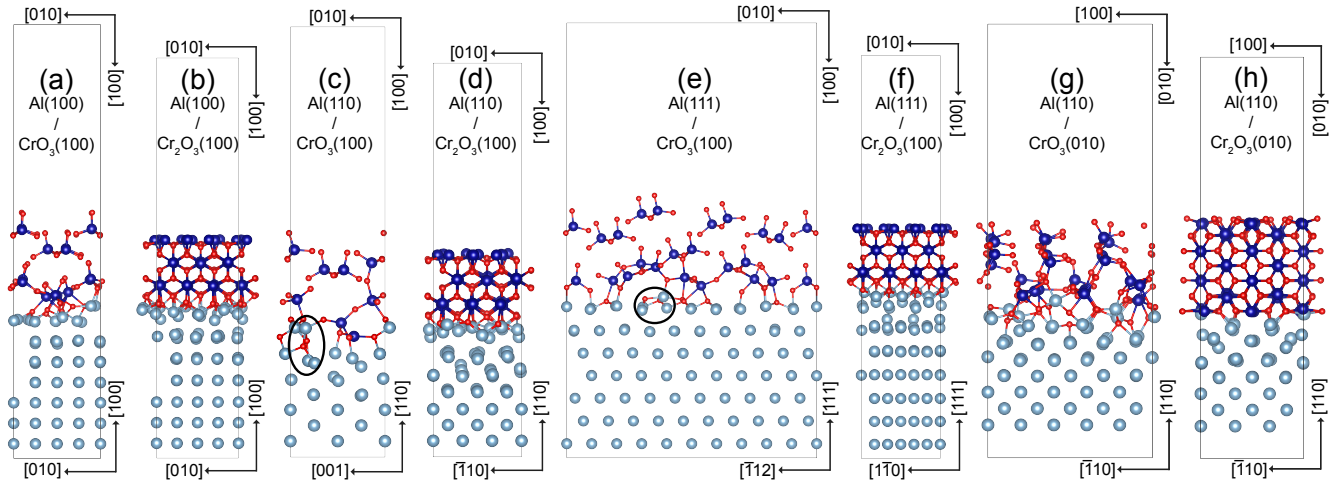 [010]
[100]
(a)
Al(100)
/
CrO₃(100)
[100]
[010]
[010]
[100]
(b)
Al(100)
/
Cr₂O₃(100)
[100]
[010]
[010]
[100]
(c)
Al(110)
/
CrO₃(100)
[110]
[001]
[010]
[100]
(d)
Al(110)
/
Cr₂O₃(100)
[110]
[1̅10]
[010]
[100]
(e)
Al(111)
/
CrO₃(100)
[111]
[1̅1̅12]
[010]
[100]
(f)
Al(111)
/
Cr₂O₃(100)
[111]
[11̅0]
[100]
[010]
(g)
Al(110)
/
CrO₃(010)
[110]
[1̅10]
[100]
[010]
(h)
Al(110)
/
Cr₂O₃(010)
[110]
[1̅10]